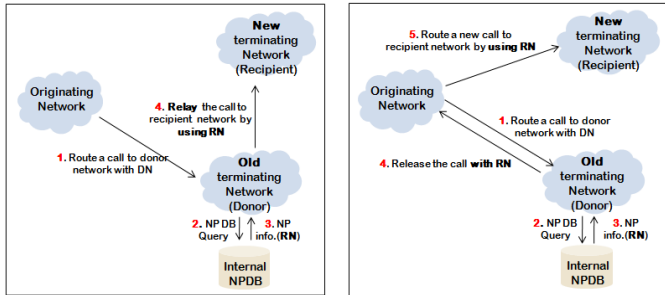 New
terminating
Network
(Recipient)
Originating
Network
4. Relay the call to
recipient network by
using RN
1. Route a call to donor
network with DN
Old
terminating
Network
(Donor)
2. NP DB
Query
3. NP
info.(RN)
Internal
NPDB
5. Route a new call to
recipient network by using RN
New
terminating
Network
(Recipient)
Originating
Network
1. Route a call to donor
network with DN
4. Release the call with RN
Old
terminating
Network
(Donor)
2. NP DB
Query
3. NP
info.(RN)
Internal
NPDB